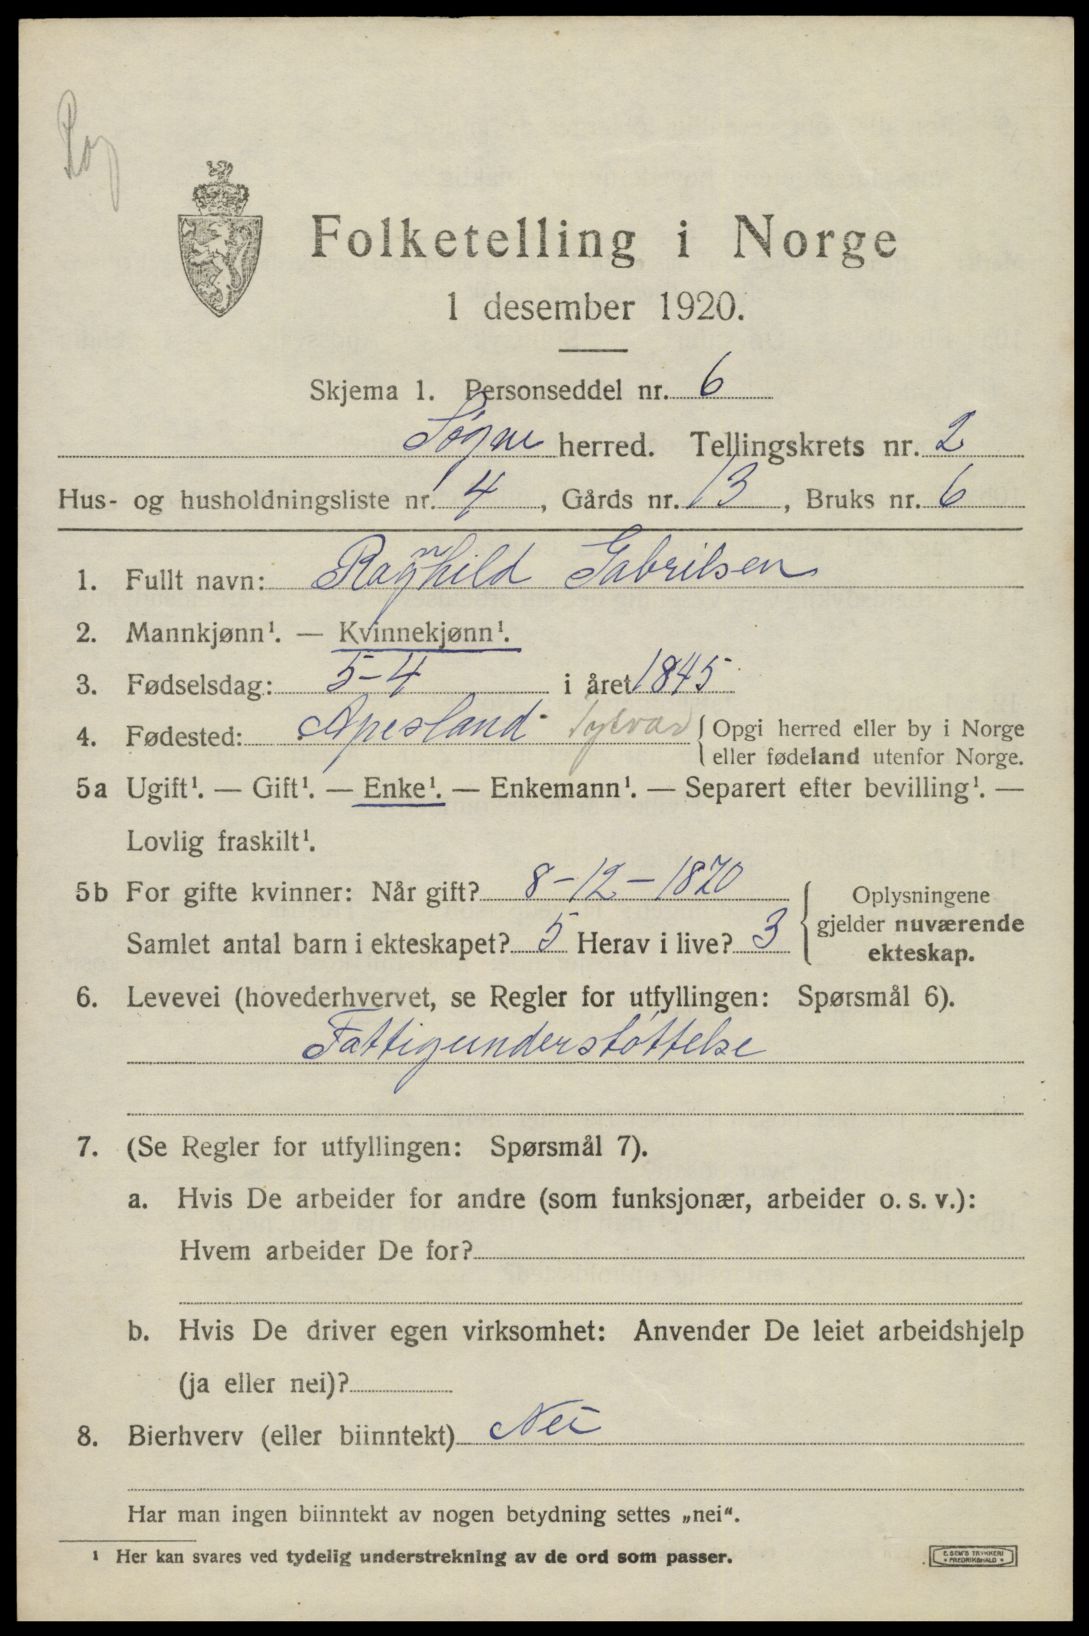 Folketelling i Norge
1 desember 1920.
Skjema 1. Personseddel nr. 6
Søgne herred. Tellingskrets nr. 2
Hus- og husholdningsliste nr. 4, Gårds nr. 13, Bruks nr. 6
1. Fullt navn: Ragnhild Gabrilsen
2. Mannkjønn¹. — Kvinnekjønn¹.
3. Fødselsdag: 5-4 i året 1845
4. Fødested: Apesland { Opgi herred eller by i Norge
eller fødeland utenfor Norge.
5a Ugift¹. — Gift¹. — Enke¹. — Enkemann¹. — Separert efter bevilling¹. —
Lovlig fraskilt¹.
5b For gifte kvinner: Når gift? 8-12-1870
Samlet antal barn i ekteskapet? 5 Herav i live? 3
{ Oplysningene
gjelder nuværende
ekteskap.
6. Levevei (hovederhvervet, se Regler for utfyllingen: Spørsmål 6).
Fattigunderstøttelse
7. (Se Regler for utfyllingen: Spørsmål 7).
a. Hvis De arbeider for andre (som funksjonær, arbeider o. s. v.):
Hvem arbeider De for?
b. Hvis De driver egen virksomhet: Anvender De leiet arbeidshjelp
(ja eller nei)?
8. Bierhverv (eller biinntekt) Nei
Har man ingen biinntekt av nogen betydning settes „nei“.
¹ Her kan svares ved tydelig understrekning av de ord som passer.
E. SEM'S TRYKKERI
• FREDRIKSHALD •